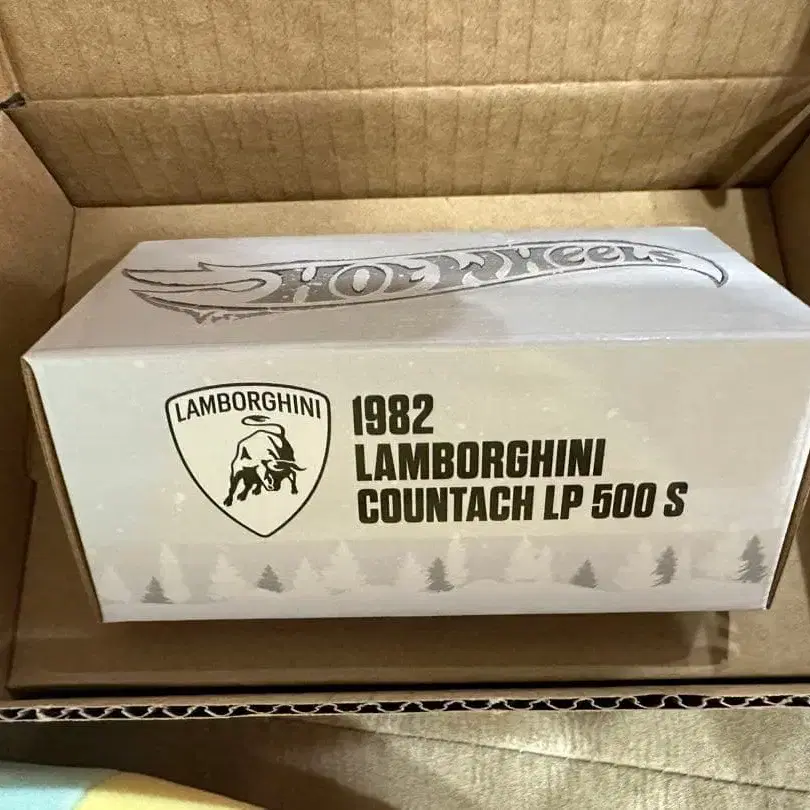 HOT WHEELS
LAMBORGHINI
1982
LAMBORGHINI
COUNTACH LP 500 S